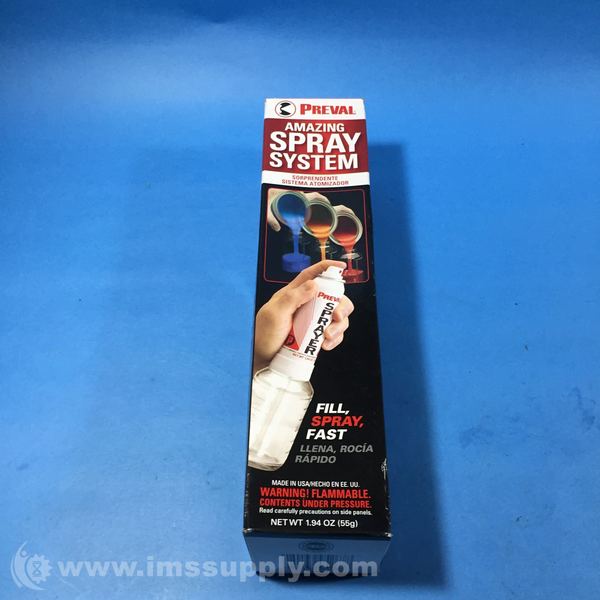 PREVAL
AMAZING
SPRAY
SYSTEM
SORPRENDENTE
SISTEMA ATOMIZADOR
PREVAL
SPRAYER
FILL,
SPRAY,
FAST
LLENA, ROCÍA
RÁPIDO
MADE IN USA/HECHO EN EE. UU.
WARNING! FLAMMABLE.
CONTENTS UNDER PRESSURE.
Read carefully precautions on side panels.
NET WT 1.94 OZ (55g)
www.imssupply.com